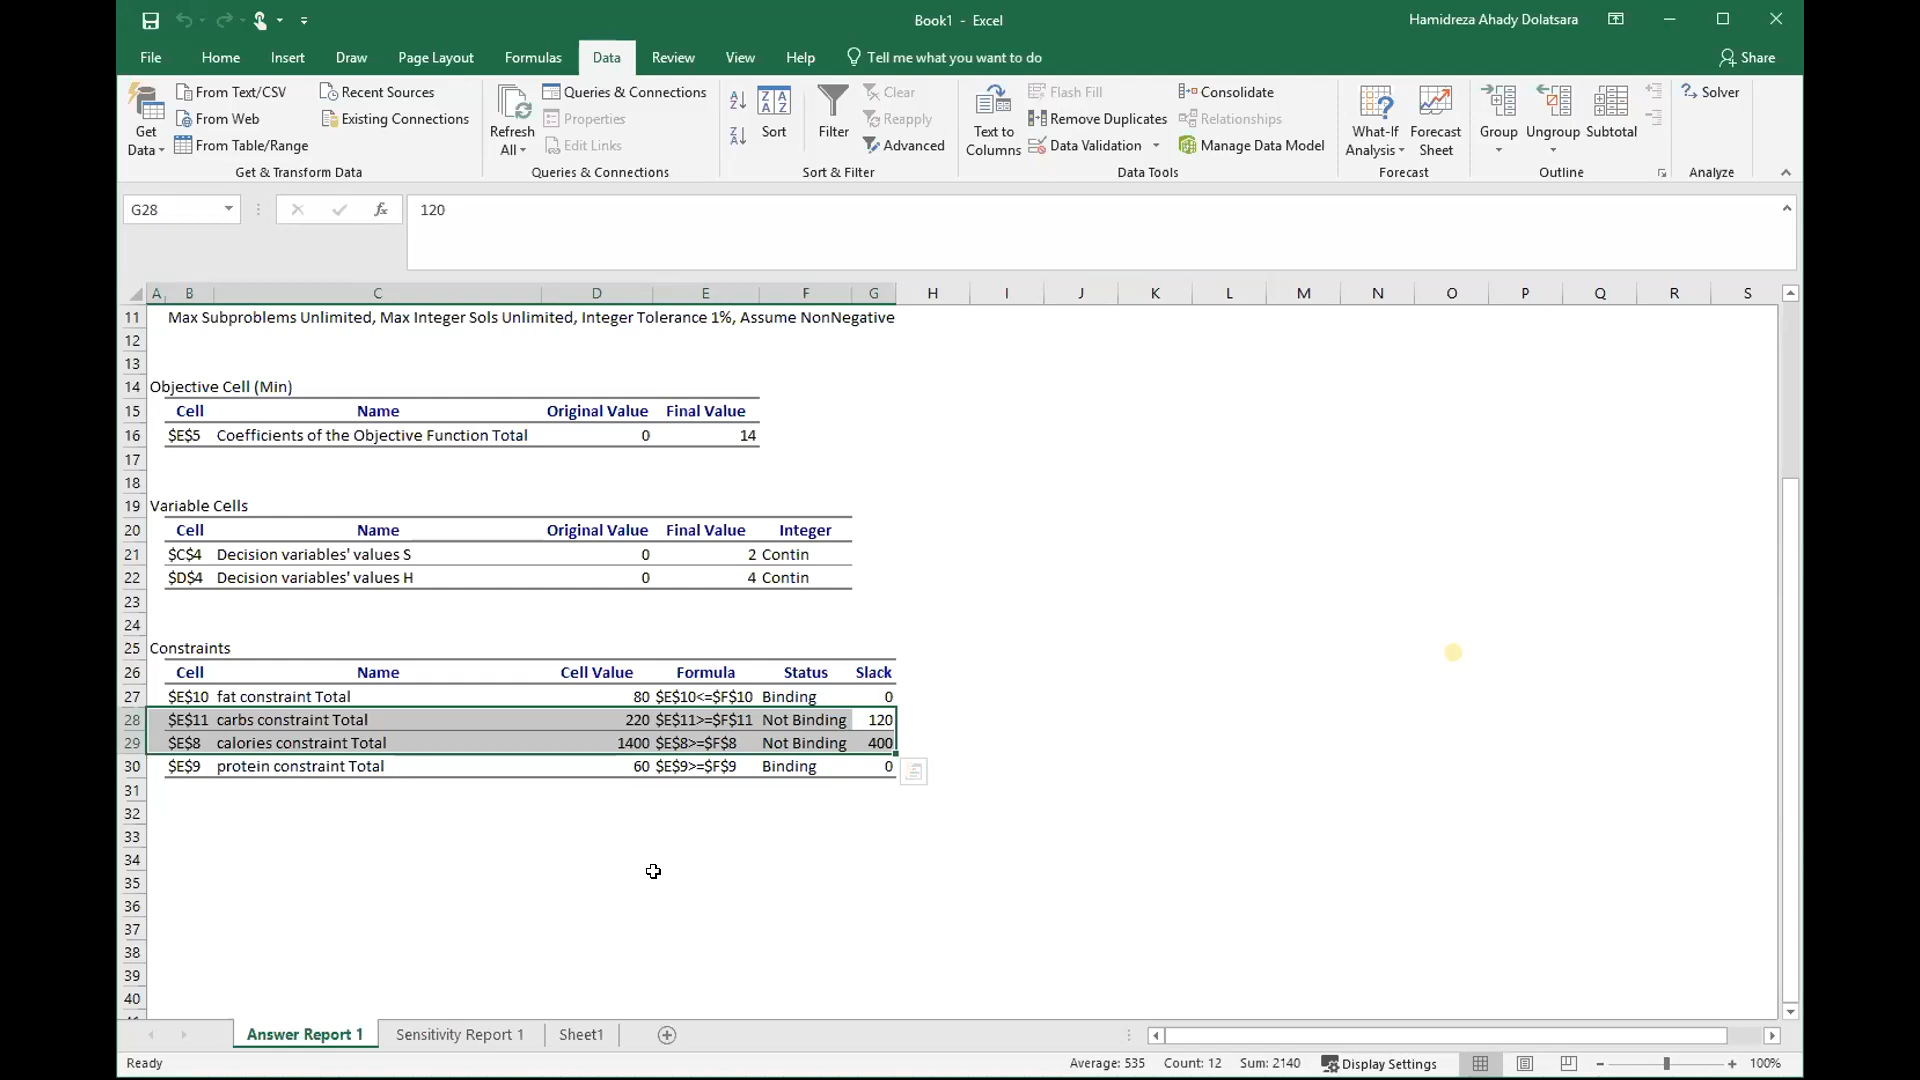 Book1 - Excel
Hamidreza Ahady Dolatsara
File Home Insert Draw Page Layout Formulas Data Review View Help Tell me what you want to do Share
Get Data
From Text/CSV
From Web
From Table/Range
Recent Sources
Existing Connections
Get & Transform Data
Refresh All
Queries & Connections
Properties
Edit Links
Queries & Connections
Sort
Filter
Clear
Reapply
Advanced
Sort & Filter
Text to Columns
Flash Fill
Remove Duplicates
Data Validation
Consolidate
Relationships
Manage Data Model
Data Tools
What-If Analysis
Forecast Sheet
Forecast
Group
Ungroup
Subtotal
Outline
Solver
Analyze
G28
fx
120
A B C D E F G H I J K L M N O P Q R S
11 Max Subproblems Unlimited, Max Integer Sols Unlimited, Integer Tolerance 1%, Assume NonNegative
12
13
14 Objective Cell (Min)
15 Cell Name Original Value Final Value
16 $E$5 Coefficients of the Objective Function Total 0 14
17
18
19 Variable Cells
20 Cell Name Original Value Final Value Integer
21 $C$4 Decision variables' values S 0 2 Contin
22 $D$4 Decision variables' values H 0 4 Contin
23
24
25 Constraints
26 Cell Name Cell Value Formula Status Slack
27 $E$10 fat constraint Total 80 $E$10<=$F$10 Binding 0
28 $E$11 carbs constraint Total 220 $E$11>=$F$11 Not Binding 120
29 $E$8 calories constraint Total 1400 $E$8>=$F$8 Not Binding 400
30 $E$9 protein constraint Total 60 $E$9>=$F$9 Binding 0
31
32
33
34
35
36
37
38
39
40
Answer Report 1 Sensitivity Report 1 Sheet1
Ready Average: 535 Count: 12 Sum: 2140 Display Settings 100%